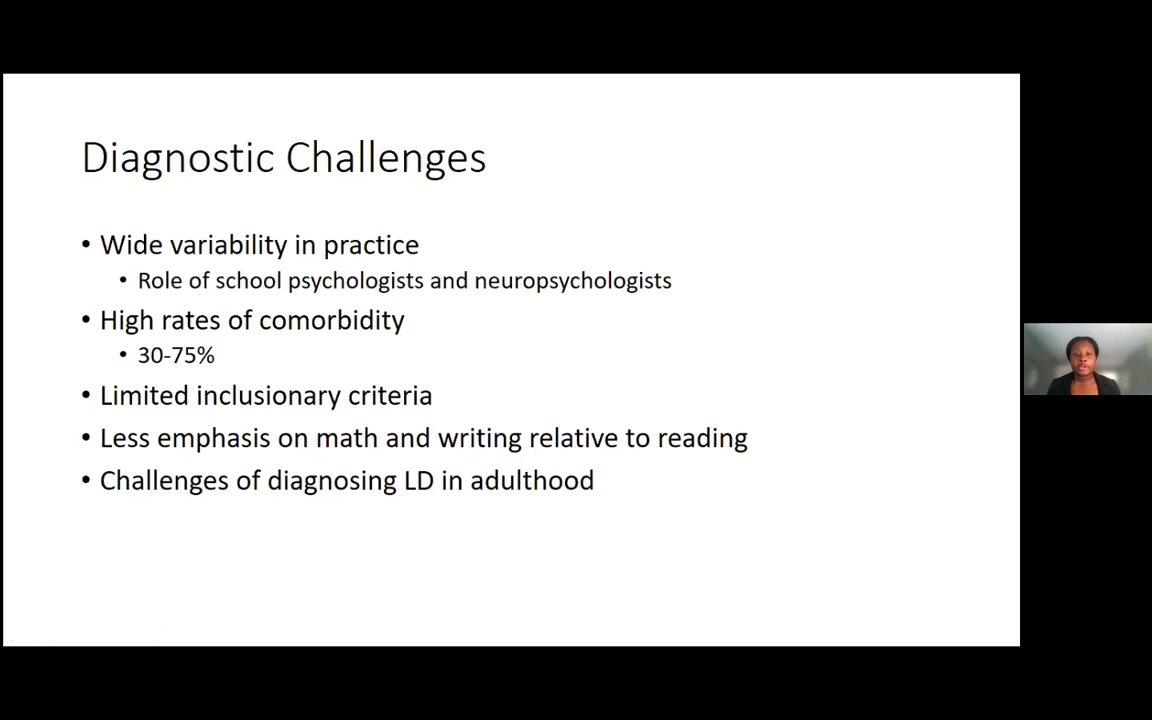 Diagnostic Challenges
• Wide variability in practice
• Role of school psychologists and neuropsychologists
• High rates of comorbidity
• 30-75%
• Limited inclusionary criteria
• Less emphasis on math and writing relative to reading
• Challenges of diagnosing LD in adulthood